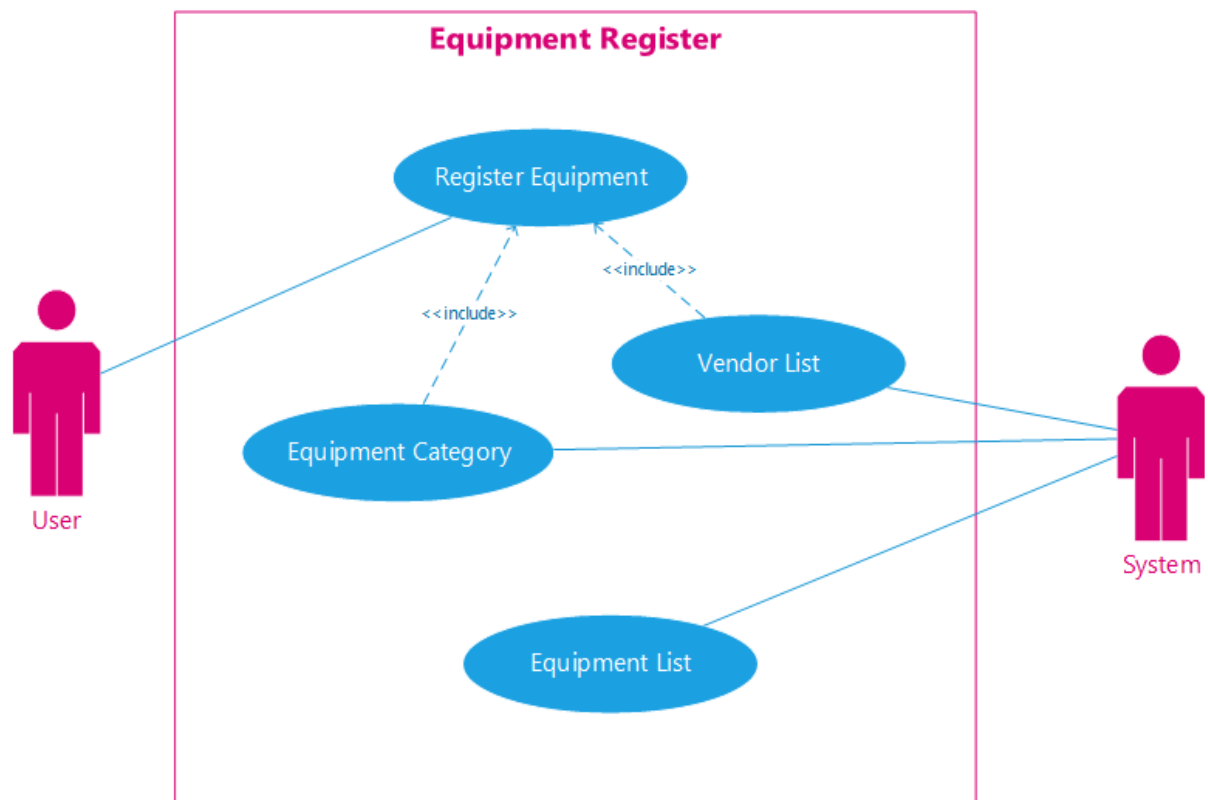 Equipment Register
Register Equipment
<<include>>
<<include>>
Vendor List
Equipment Category
User
System
Equipment List